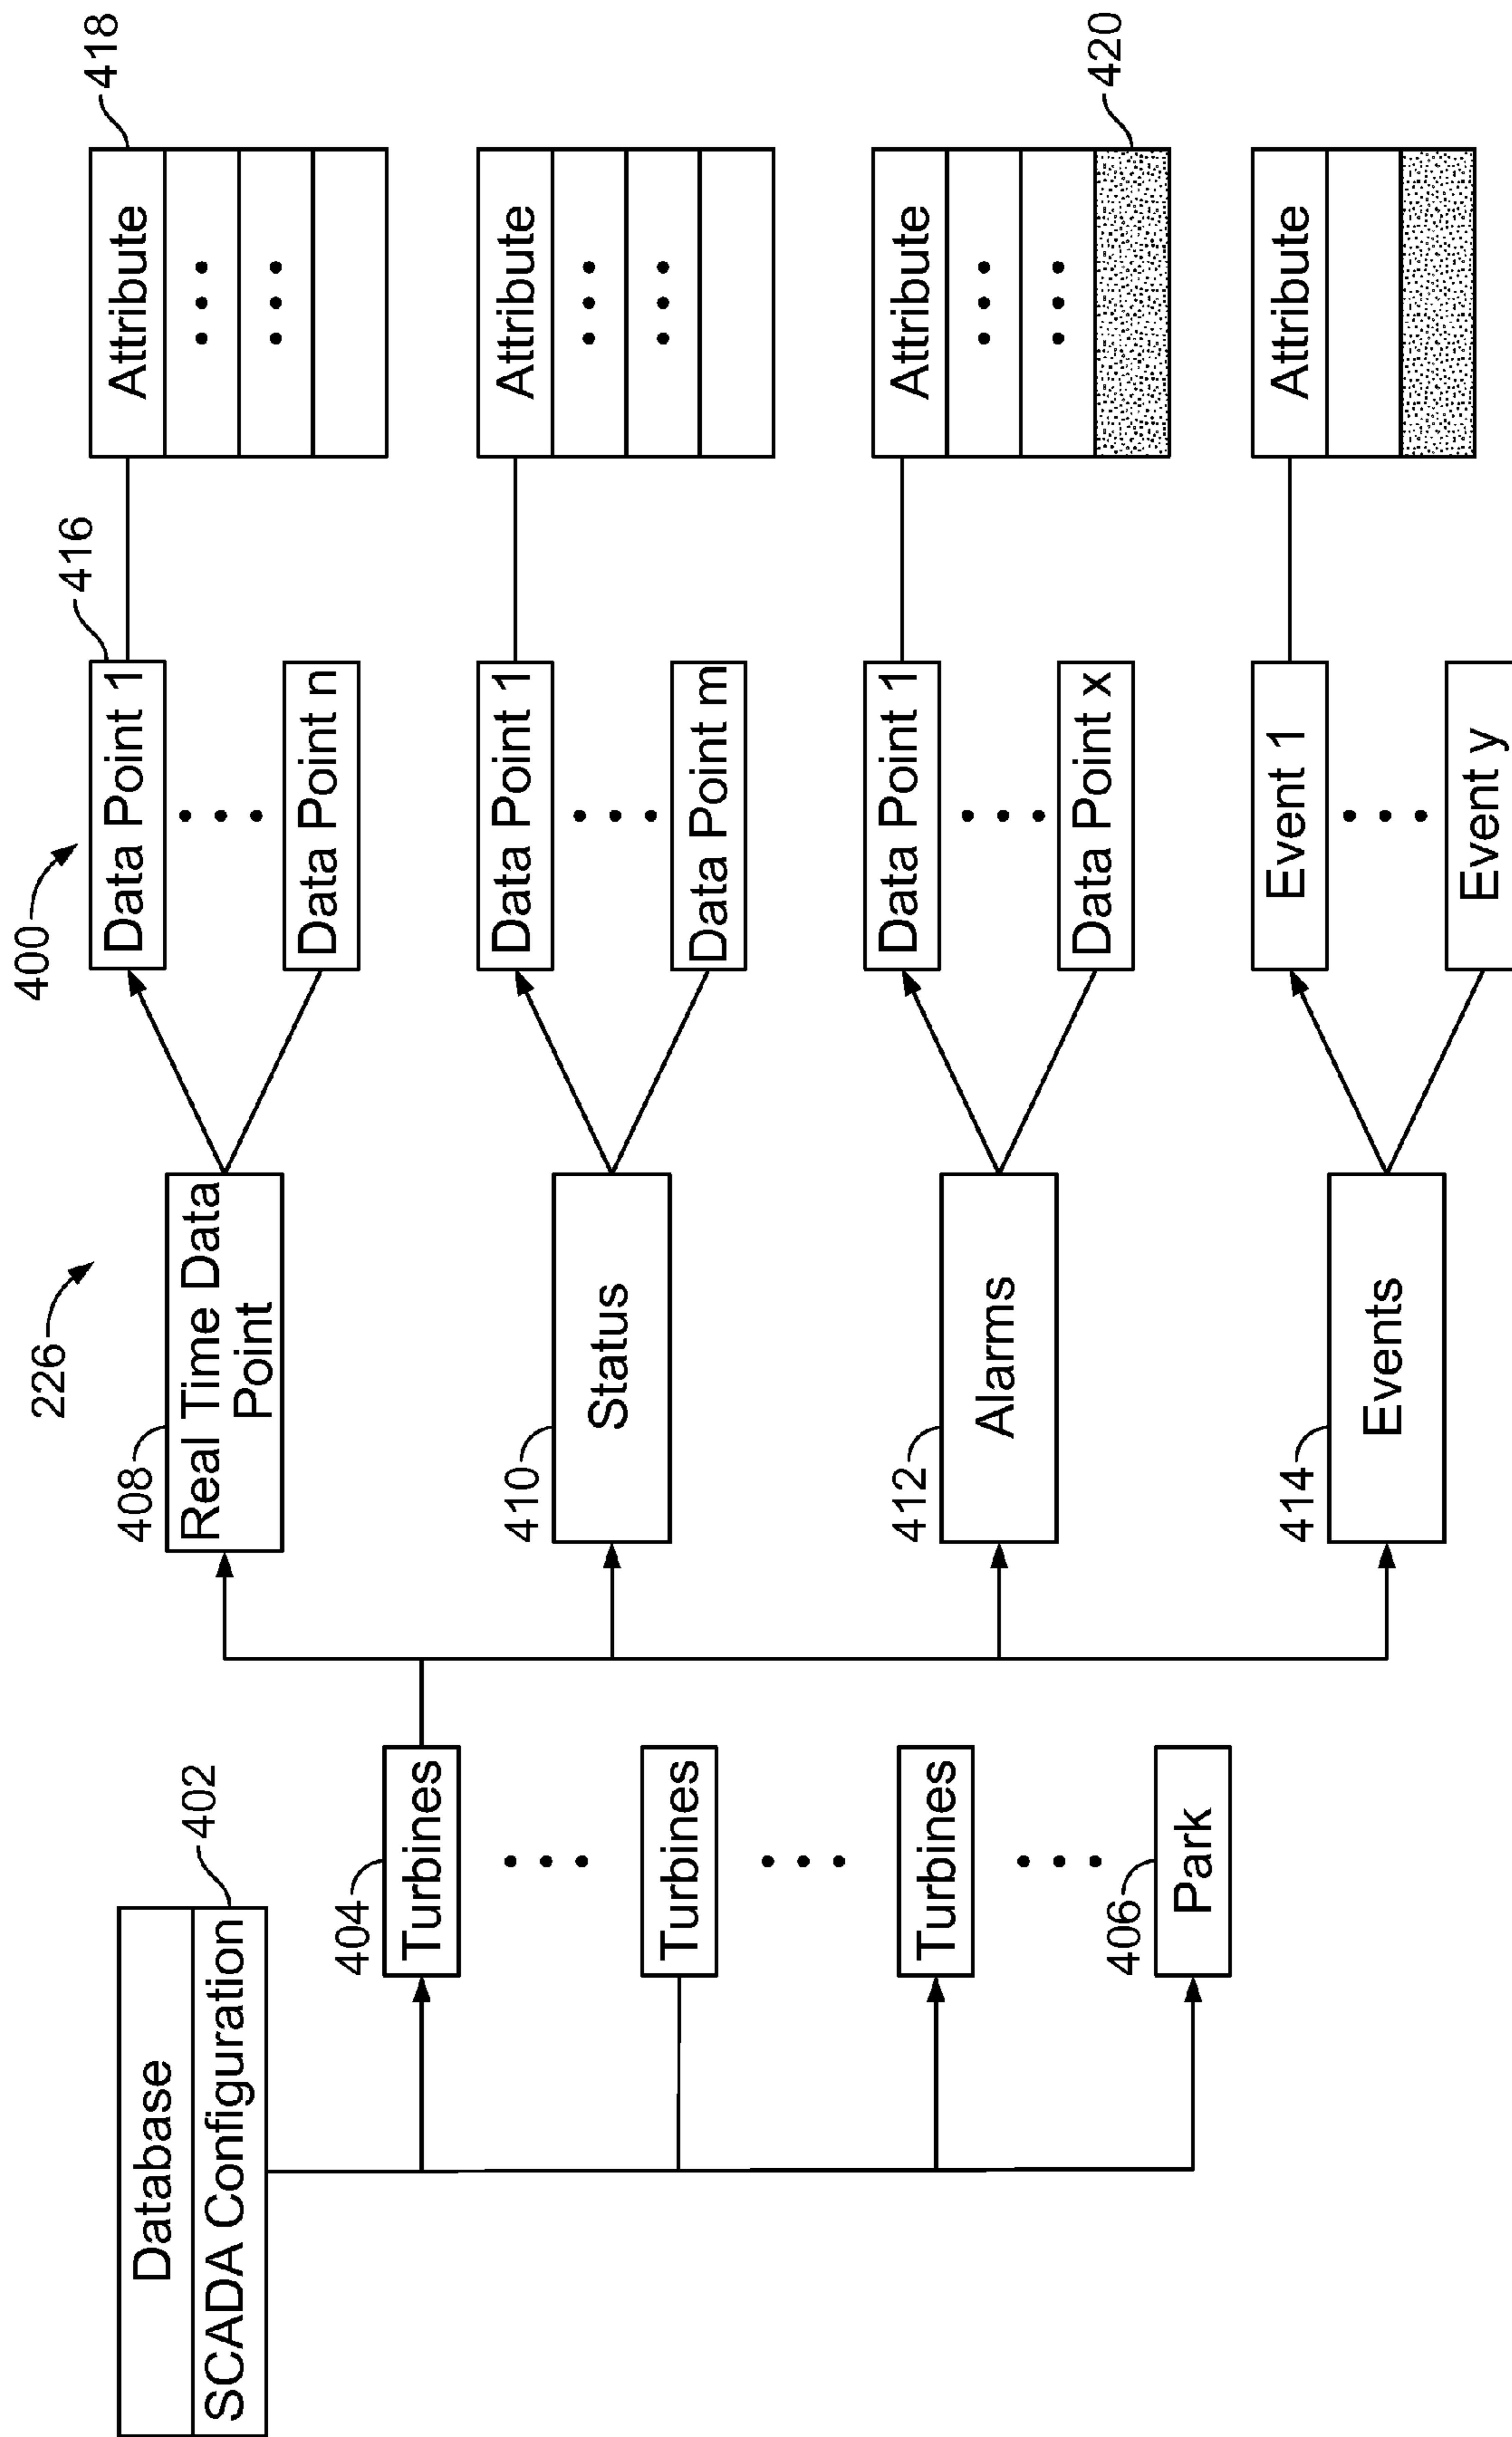 226
400
Database
SCADA Configuration
402
404
Turbines
Turbines
Turbines
406
Park
408
Real Time Data
Point
410
Status
412
Alarms
414
Events
416
Data Point 1
Data Point n
Data Point 1
Data Point m
Data Point 1
Data Point x
Event 1
Event y
418
Attribute
Attribute
Attribute
420
Attribute